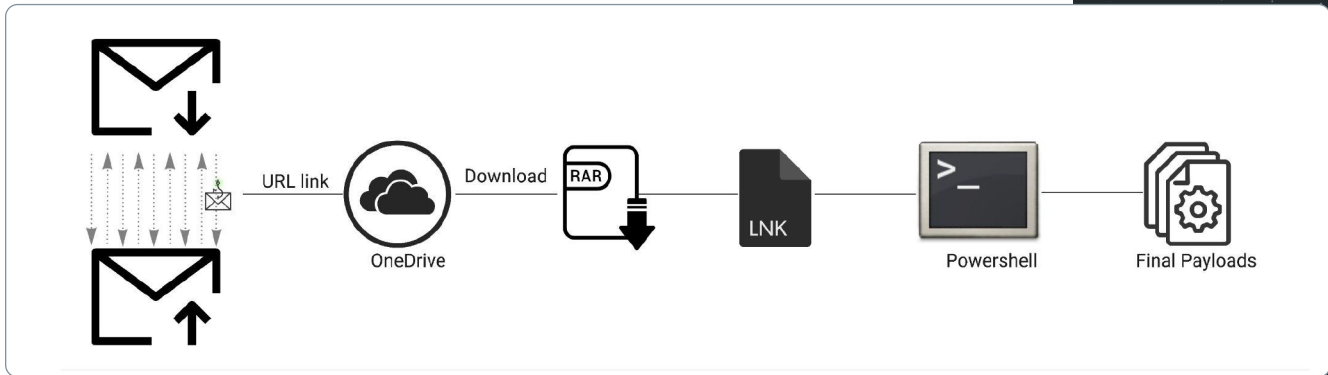 URL link
OneDrive
Download
RAR
LNK
>_
Powershell
Final Payloads